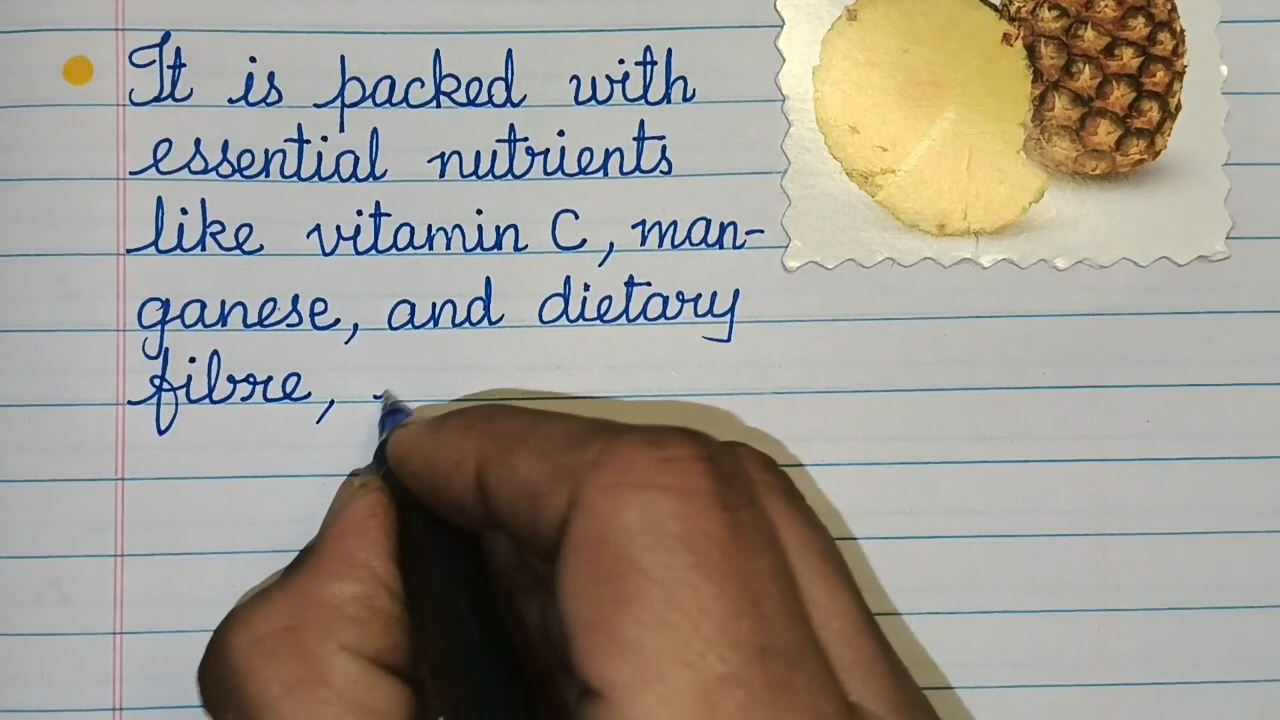 It is packed with
essential nutrients
like vitamin C, man-
ganese, and dietary
fibre,